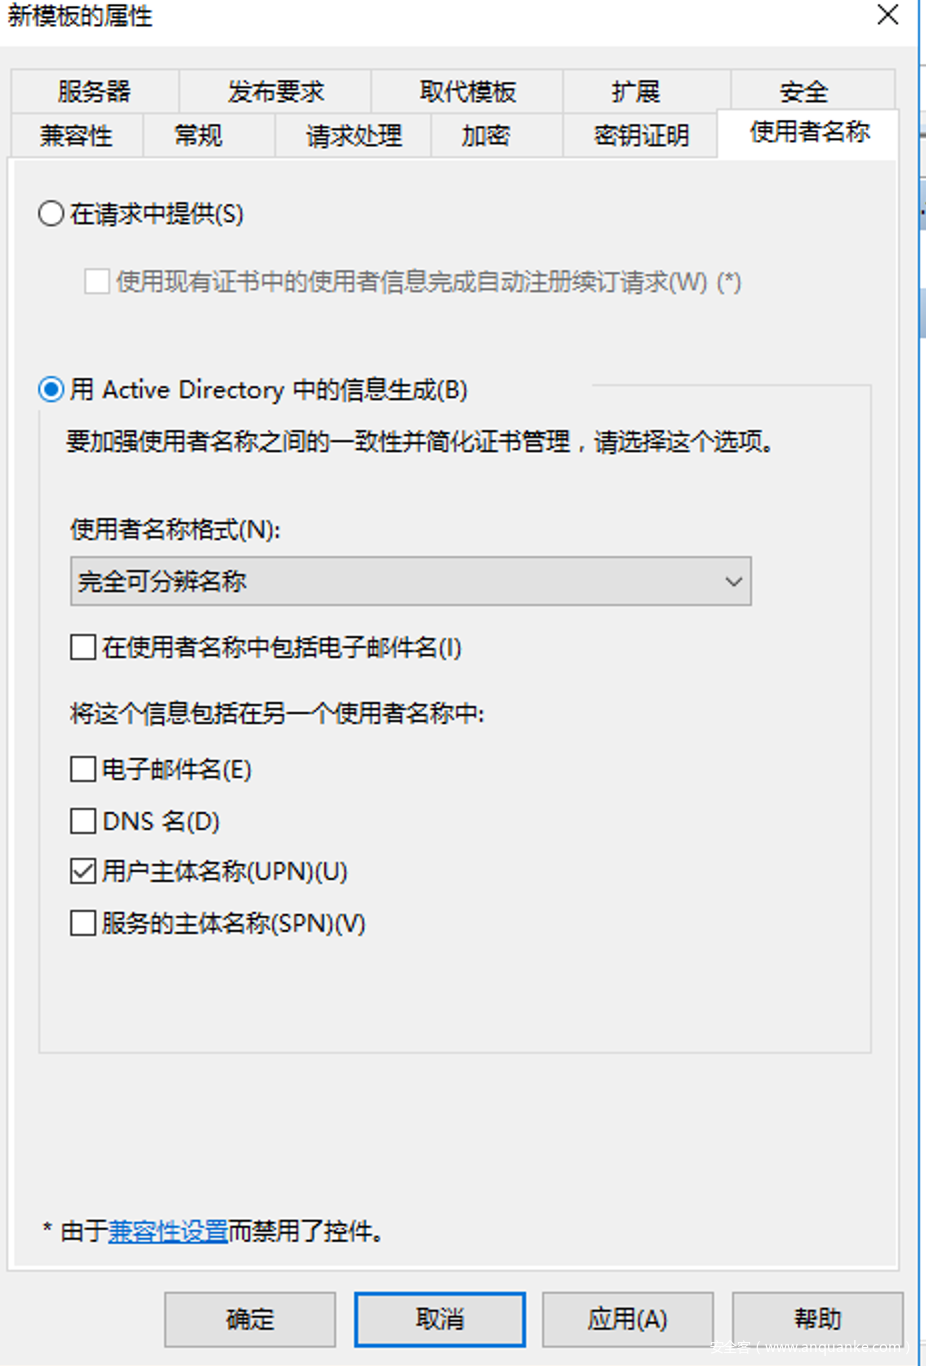 新模板的属性
服务器 发布要求 取代模板 扩展 安全
兼容性 常规 请求处理 加密 密钥证明 使用者名称
在请求中提供(S)
使用现有证书中的使用者信息完成自动注册续订请求(W) (*)
用 Active Directory 中的信息生成(B)
要加强使用者名称之间的一致性并简化证书管理，请选择这个选项。
使用者名称格式(N):
完全可分辨名称
在使用者名称中包括电子邮件名(I)
将这个信息包括在另一个使用者名称中:
电子邮件名(E)
DNS 名(D)
用户主体名称(UPN)(U)
服务的主体名称(SPN)(V)
* 由于兼容性设置而禁用了控件。
确定 取消 应用(A) 帮助
安全客 ( www.anquanke.com )